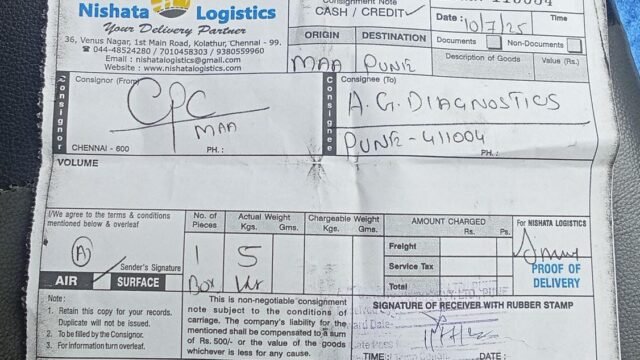 Nishata Logistics
Your Delivery Partner
36, Venus Nagar, 1st Main Road, Kolathur, Chennai - 99.
☎ 044-48524280 / 7010458303 / 9380559960
Email : nishatalogistics@gmail.com
Website : www.nishatalogistics.com
Consignment Note
CASH / CREDIT ✓
ORIGIN DESTINATION
MAA PUNE
Date : 10/7/25 Time
Documents Non-Documents
Description of Goods Value (Rs.)
Consignor
Consignor (From)
CPC
MAA
CHENNAI - 600 PH. :
Consignee
Consignee (To)
A.G. DIAGNOSTICS
PUNE - 411004
PH. :
VOLUME
I/We agree to the terms & conditions
mentioned below & overleaf
A
Sender's Signature
AIR SURFACE
No. of Pieces
1
Box
Actual Weight
Kgs. Gms.
5
Chargeable Weight
Kgs. Gms.
AMOUNT CHARGED
Rs. Ps.
Freight
Service Tax
Total
For NISHATA LOGISTICS
PROOF OF
DELIVERY
Note :
1. Retain this copy for your records.
Duplicate will not be issued.
2. To be filled by the Consignor.
3. For information turn overleaf.
This is non-negotiable consignment
note subject to the conditions of
carriage. The company's liability for
the mentioned shall be compensated to a sum
of Rs. 500/- or the value of the goods
whichever is less for any cause.
SIGNATURE OF RECEIVER WITH RUBBER STAMP
TIME: DATE